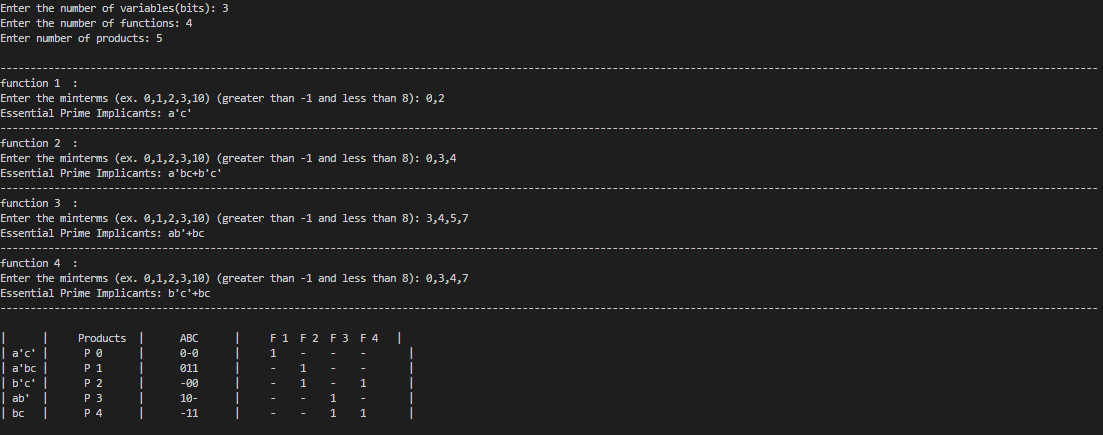 Enter the number of variables(bits): 3
Enter the number of functions: 4
Enter number of products: 5
--------------------------------------------------------------------------------------------------------------------------------------------------------------------------
function 1  :
Enter the minterms (ex. 0,1,2,3,10) (greater than -1 and less than 8): 0,2
Essential Prime Implicants: a'c'
--------------------------------------------------------------------------------------------------------------------------------------------------------------------------
function 2  :
Enter the minterms (ex. 0,1,2,3,10) (greater than -1 and less than 8): 0,3,4
Essential Prime Implicants: a'bc+b'c'
--------------------------------------------------------------------------------------------------------------------------------------------------------------------------
function 3  :
Enter the minterms (ex. 0,1,2,3,10) (greater than -1 and less than 8): 3,4,5,7
Essential Prime Implicants: ab'+bc
--------------------------------------------------------------------------------------------------------------------------------------------------------------------------
function 4  :
Enter the minterms (ex. 0,1,2,3,10) (greater than -1 and less than 8): 0,3,4,7
Essential Prime Implicants: b'c'+bc
--------------------------------------------------------------------------------------------------------------------------------------------------------------------------
|      |     Products  |      ABC      |     F 1  F 2  F 3  F 4   |
| a'c' |      P 0      |      0-0      |     1    -    -    -       |
| a'bc |      P 1      |      011      |     -    1    -    -       |
| b'c' |      P 2      |      -00      |     -    1    -    1       |
| ab'  |      P 3      |      10-      |     -    -    1    -       |
| bc   |      P 4      |      -11      |     -    -    1    1       |